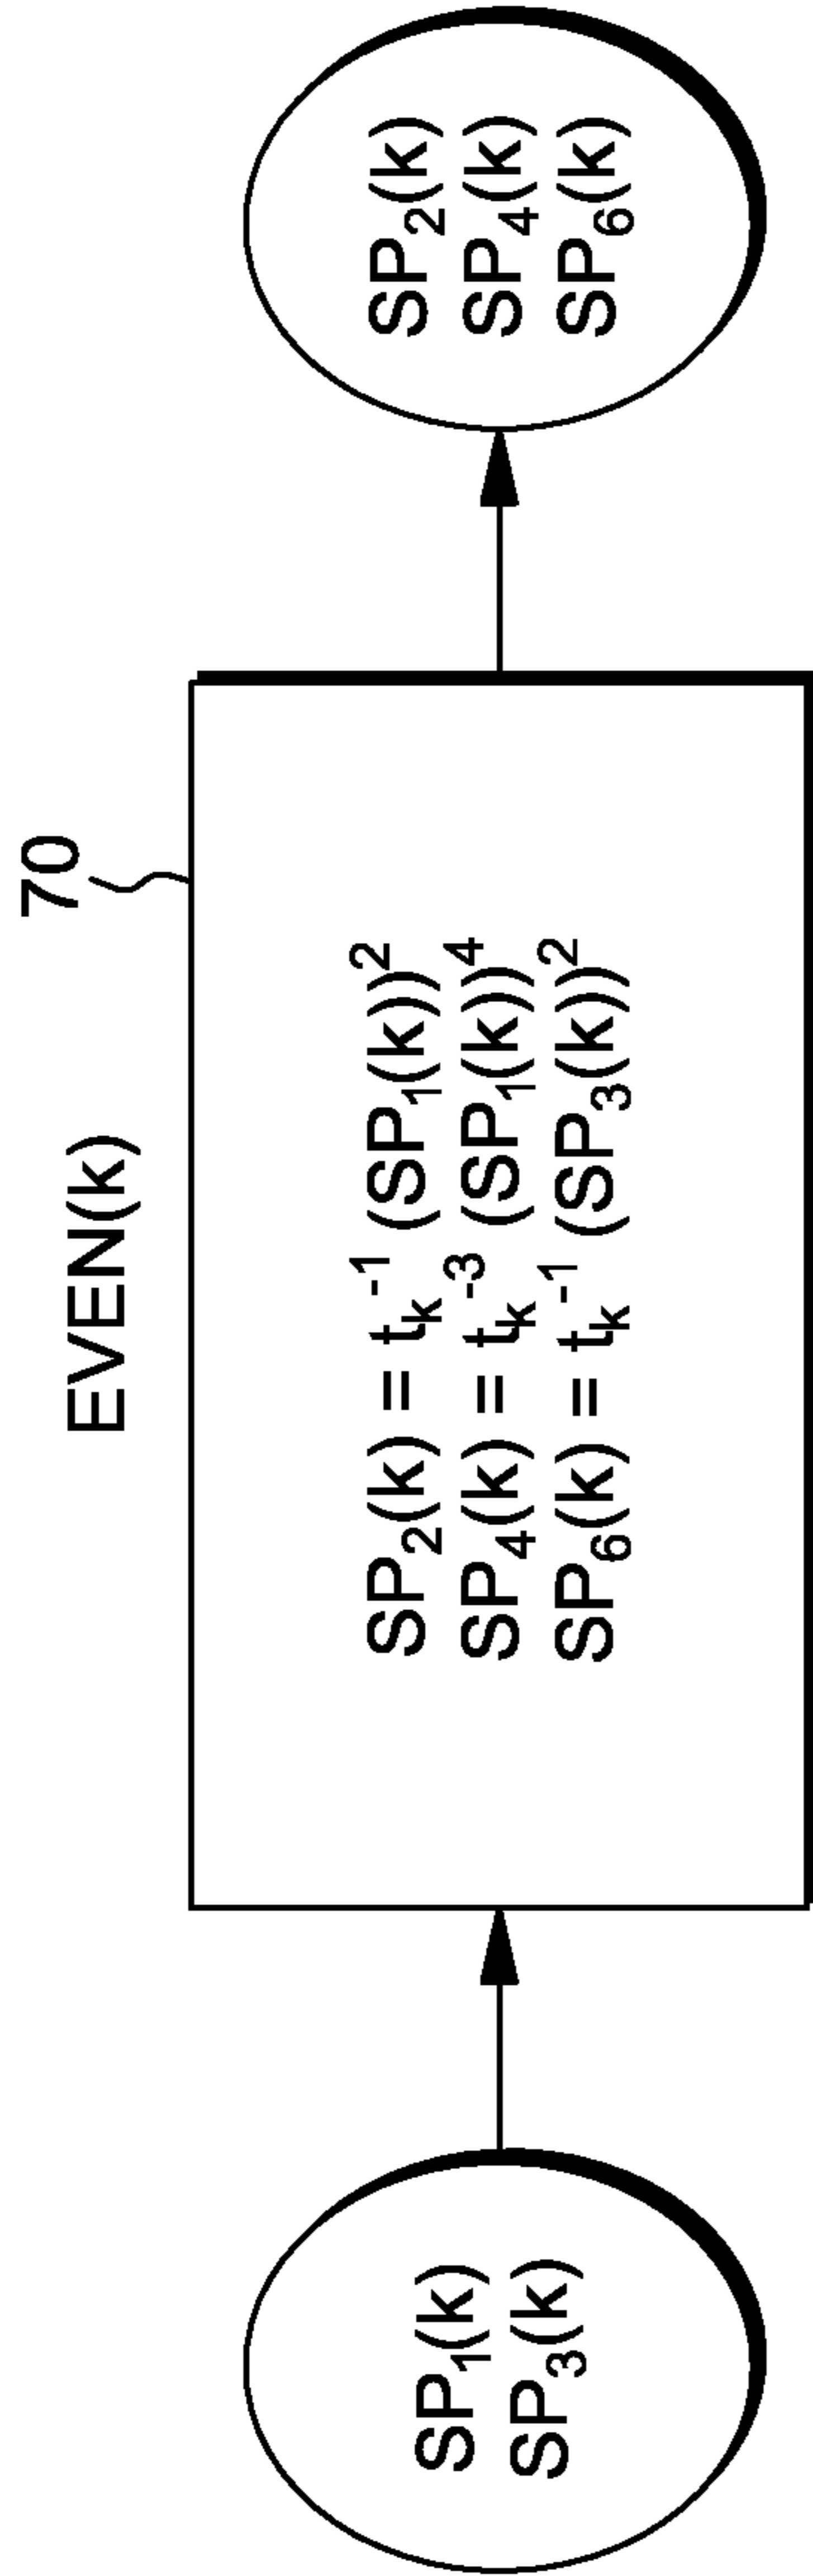 EVEN(k)
70
SP₁(k)
SP₃(k)
SP₂(k) = tₖ⁻¹ (SP₁(k))²
SP₄(k) = tₖ⁻³ (SP₁(k))⁴
SP₆(k) = tₖ⁻¹ (SP₃(k))²
SP₂(k)
SP₄(k)
SP₆(k)